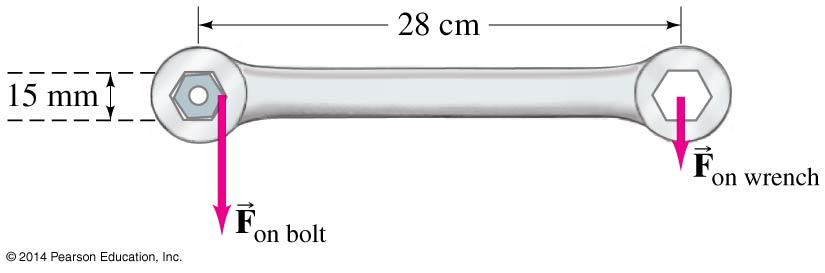 28 cm
15 mm
F⃗ on wrench
F⃗ on bolt
© 2014 Pearson Education, Inc.